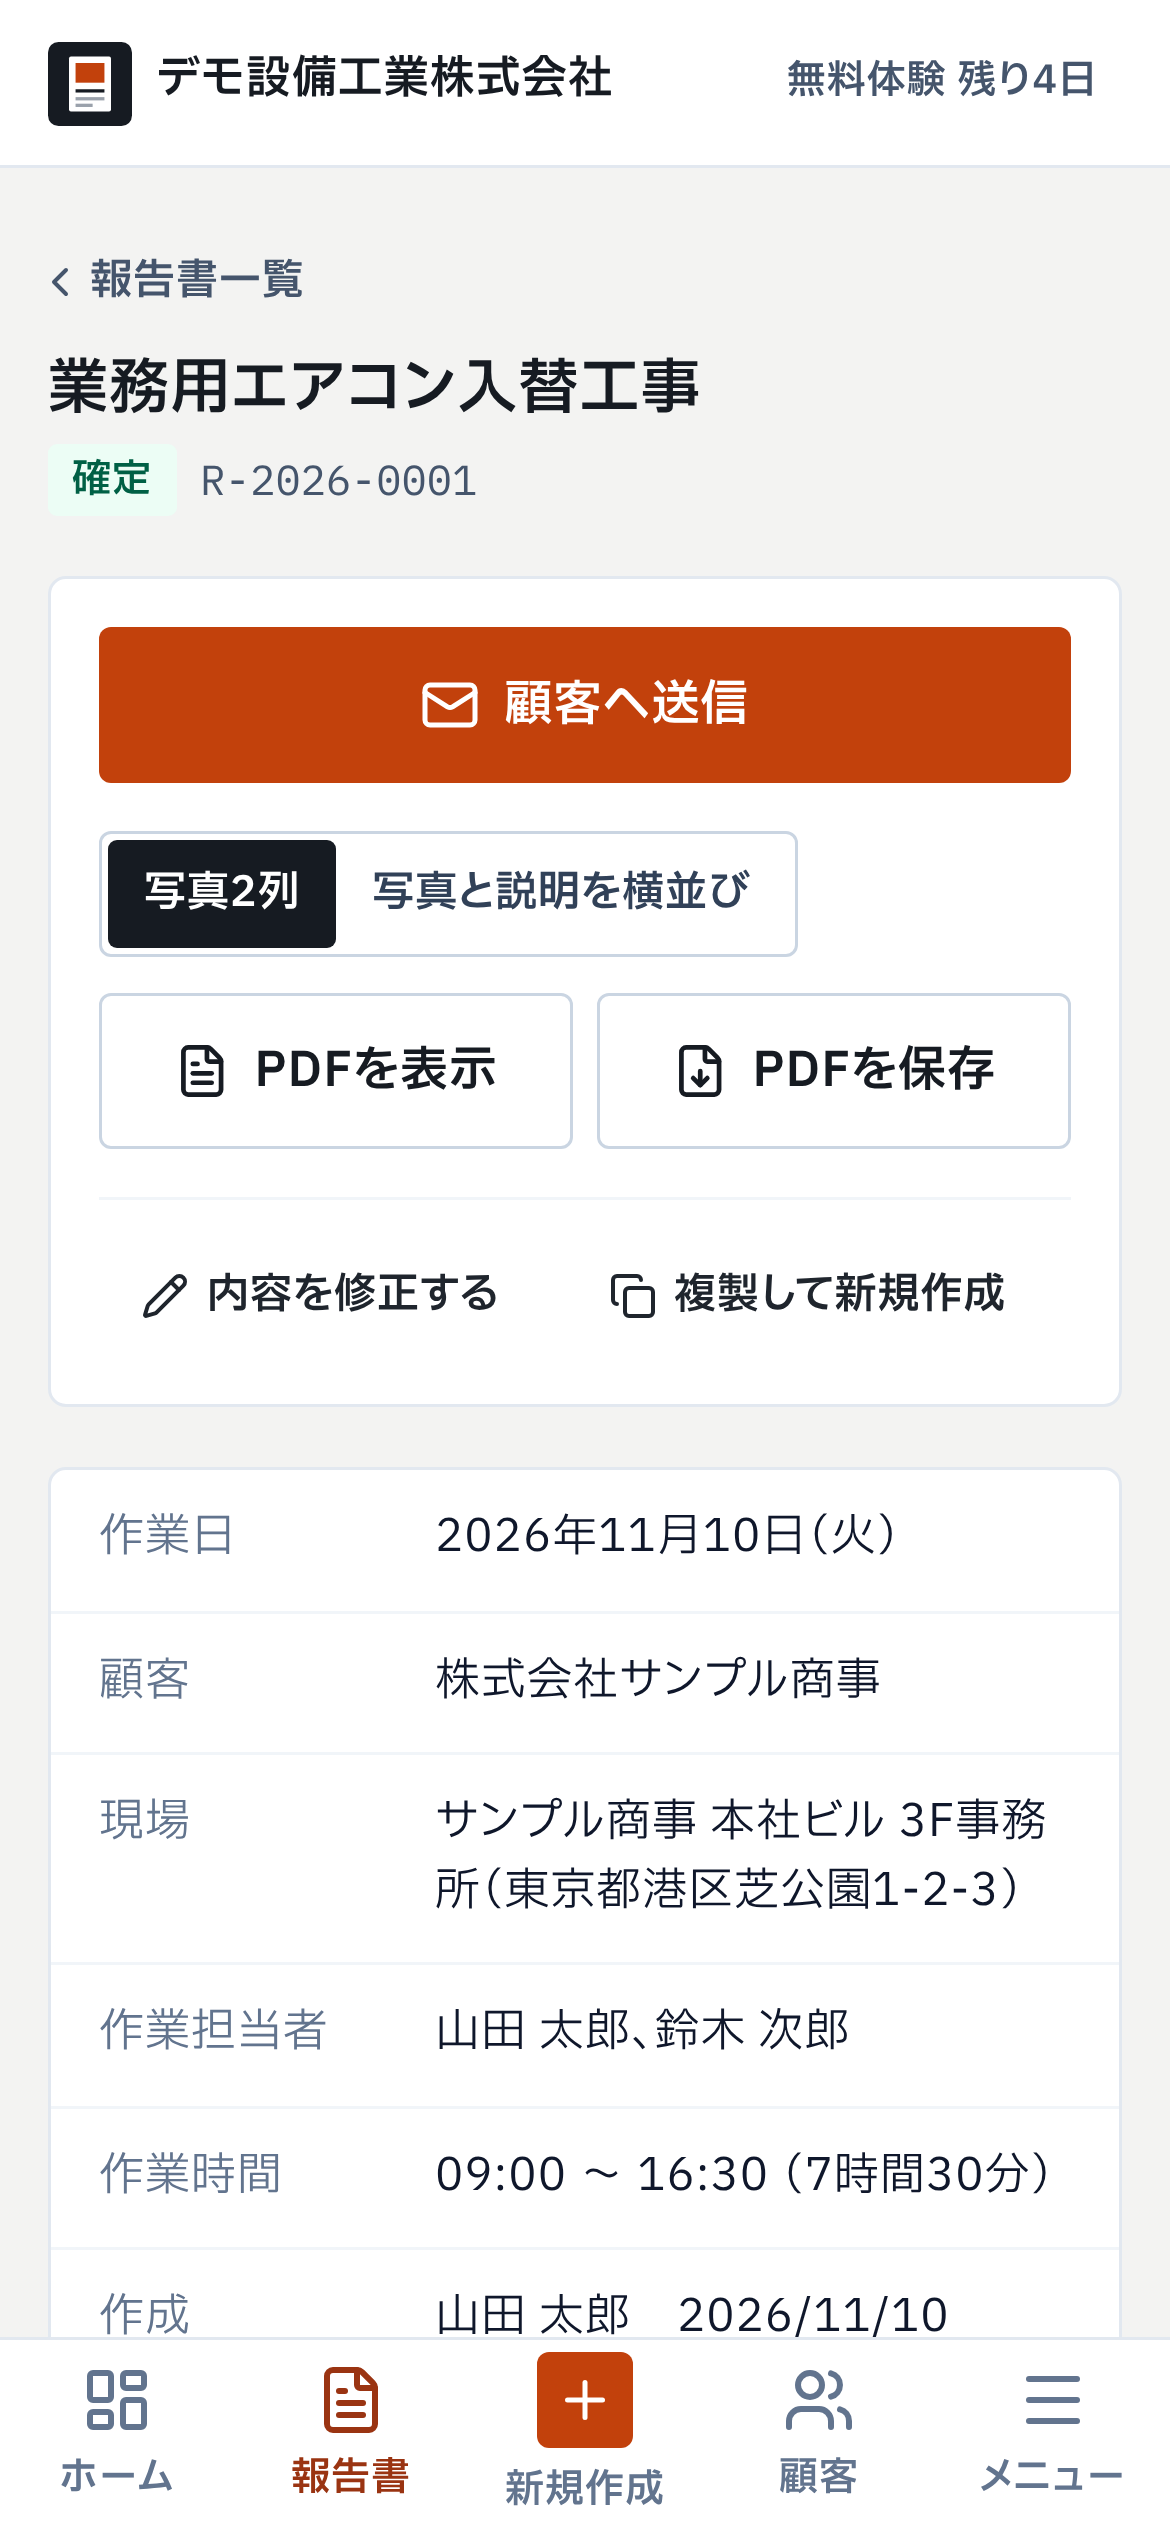 デモ設備工業株式会社
無料体験 残り4日
報告書一覧
業務用エアコン入替工事
確定 R-2026-0001
顧客へ送信
写真2列 写真と説明を横並び
PDFを表示 PDFを保存
内容を修正する 複製して新規作成
作業日 2026年11月10日（火）
顧客 株式会社サンプル商事
現場 サンプル商事 本社ビル 3F事務
所（東京都港区芝公園1-2-3）
作業担当者 山田 太郎、鈴木 次郎
作業時間 09:00 ～ 16:30（7時間30分）
作成 山田 太郎　2026/11/10
ホーム 報告書 新規作成 顧客 メニュー